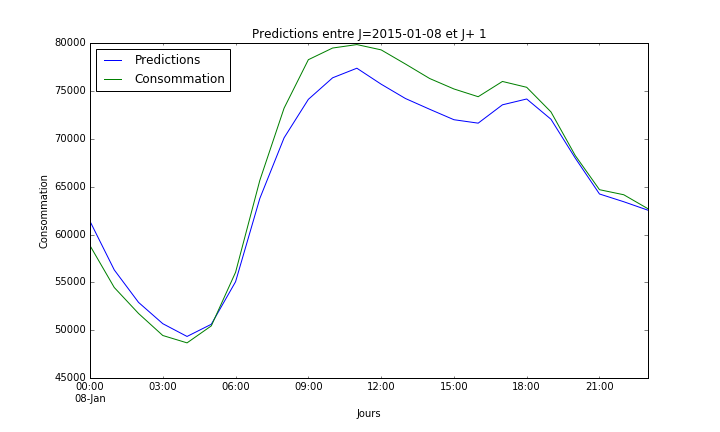 Predictions entre J=2015-01-08 et J+ 1
Predictions
Consommation
80000
75000
70000
65000
60000
55000
50000
45000
Consommation
00:00
08-Jan
03:00
06:00
09:00
12:00
15:00
18:00
21:00
Jours